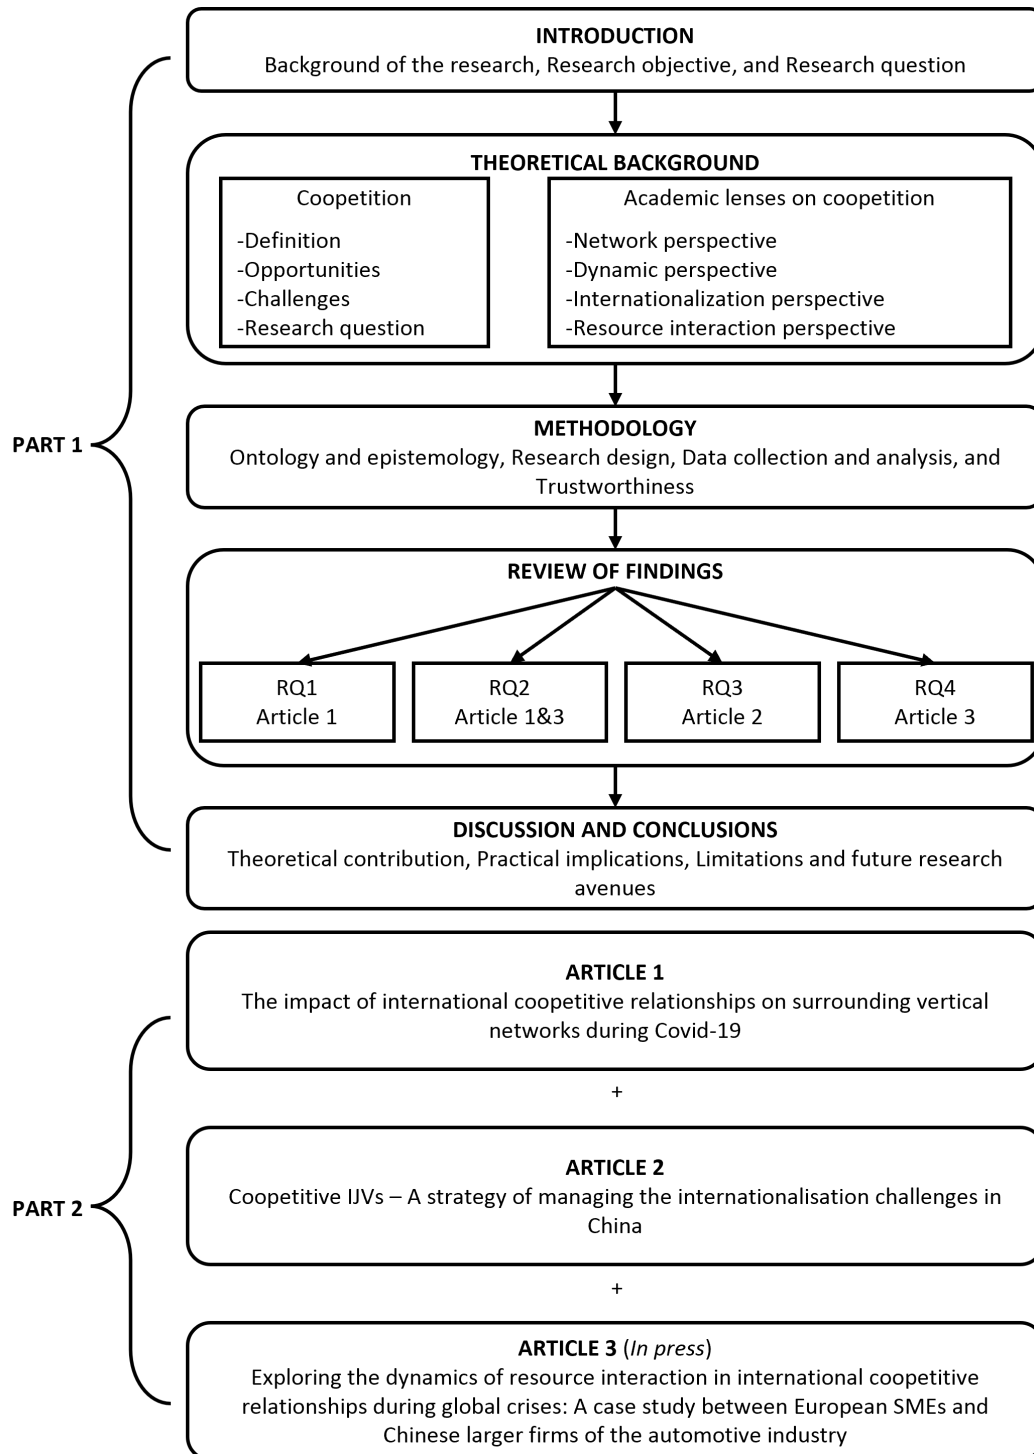 INTRODUCTION
Background of the research, Research objective, and Research question
THEORETICAL BACKGROUND
Coopetition
-Definition
-Opportunities
-Challenges
-Research question
Academic lenses on coopetition
-Network perspective
-Dynamic perspective
-Internationalization perspective
-Resource interaction perspective
PART 1
METHODOLOGY
Ontology and epistemology, Research design, Data collection and analysis, and
Trustworthiness
REVIEW OF FINDINGS
RQ1
Article 1
RQ2
Article 1&3
RQ3
Article 2
RQ4
Article 3
DISCUSSION AND CONCLUSIONS
Theoretical contribution, Practical implications, Limitations and future research
avenues
PART 2
ARTICLE 1
The impact of international coopetitive relationships on surrounding vertical
networks during Covid-19
+
ARTICLE 2
Coopetitive IJVs – A strategy of managing the internationalisation challenges in
China
+
ARTICLE 3 (In press)
Exploring the dynamics of resource interaction in international coopetitive
relationships during global crises: A case study between European SMEs and
Chinese larger firms of the automotive industry